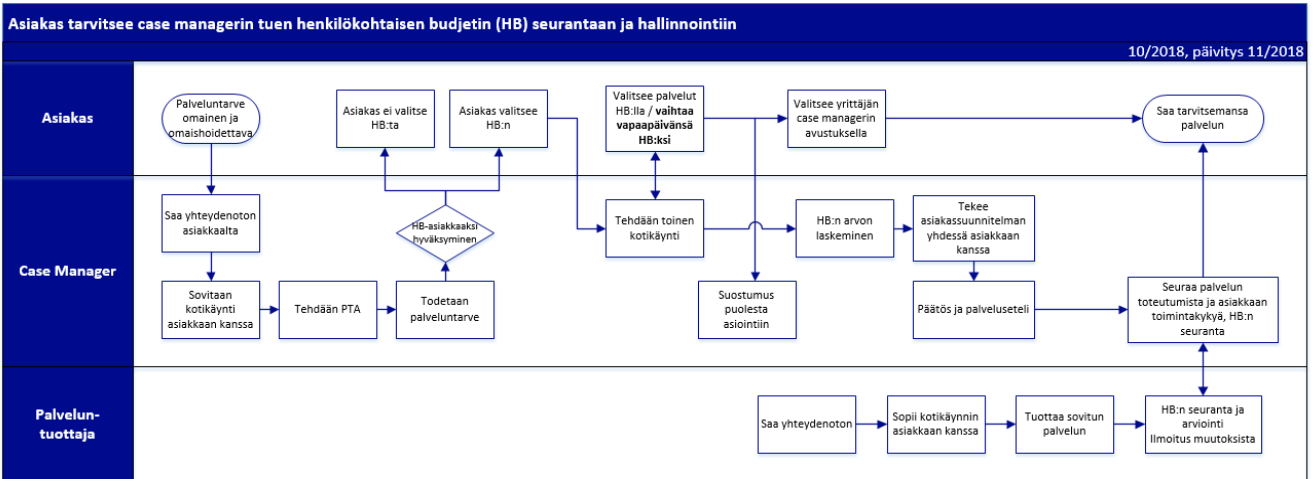 Asiakas tarvitsee case managerin tuen henkilökohtaisen budjetin (HB) seurantaan ja hallinnointiin
10/2018, päivitys 11/2018
Asiakas
Palveluntarve
omainen ja
omaishoidettava
Asiakas ei valitse
HB:ta
Asiakas valitsee
HB:n
Valitsee palvelut
HB:lla / vaihtaa
vapaapäivänsä
HB:ksi
Valitsee yrittäjän
case managerin
avustuksella
Saa tarvitsemansa
palvelun
Case Manager
Saa yhteydenoton
asiakkaalta
HB-asiakkaaksi
hyväksyminen
Tehdään toinen
kotikäynti
HB:n arvon
laskeminen
Tekee
asiakassuunnitelman
yhdessä asiakkaan
kanssa
Sovitaan
kotikäynti
asiakkaan kanssa
Tehdään PTA
Todetaan
palveluntarve
Suostumus
puolesta
asiointiin
Päätös ja palveluseteli
Seuraa palvelun
toteutumista ja asiakkaan
toimintakykyä, HB:n
seuranta
Palvelun-
tuottaja
Saa yhteydenoton
Sopii kotikäynnin
asiakkaan kanssa
Tuottaa sovitun
palvelun
HB:n seuranta ja
arviointi
Ilmoitus muutoksista